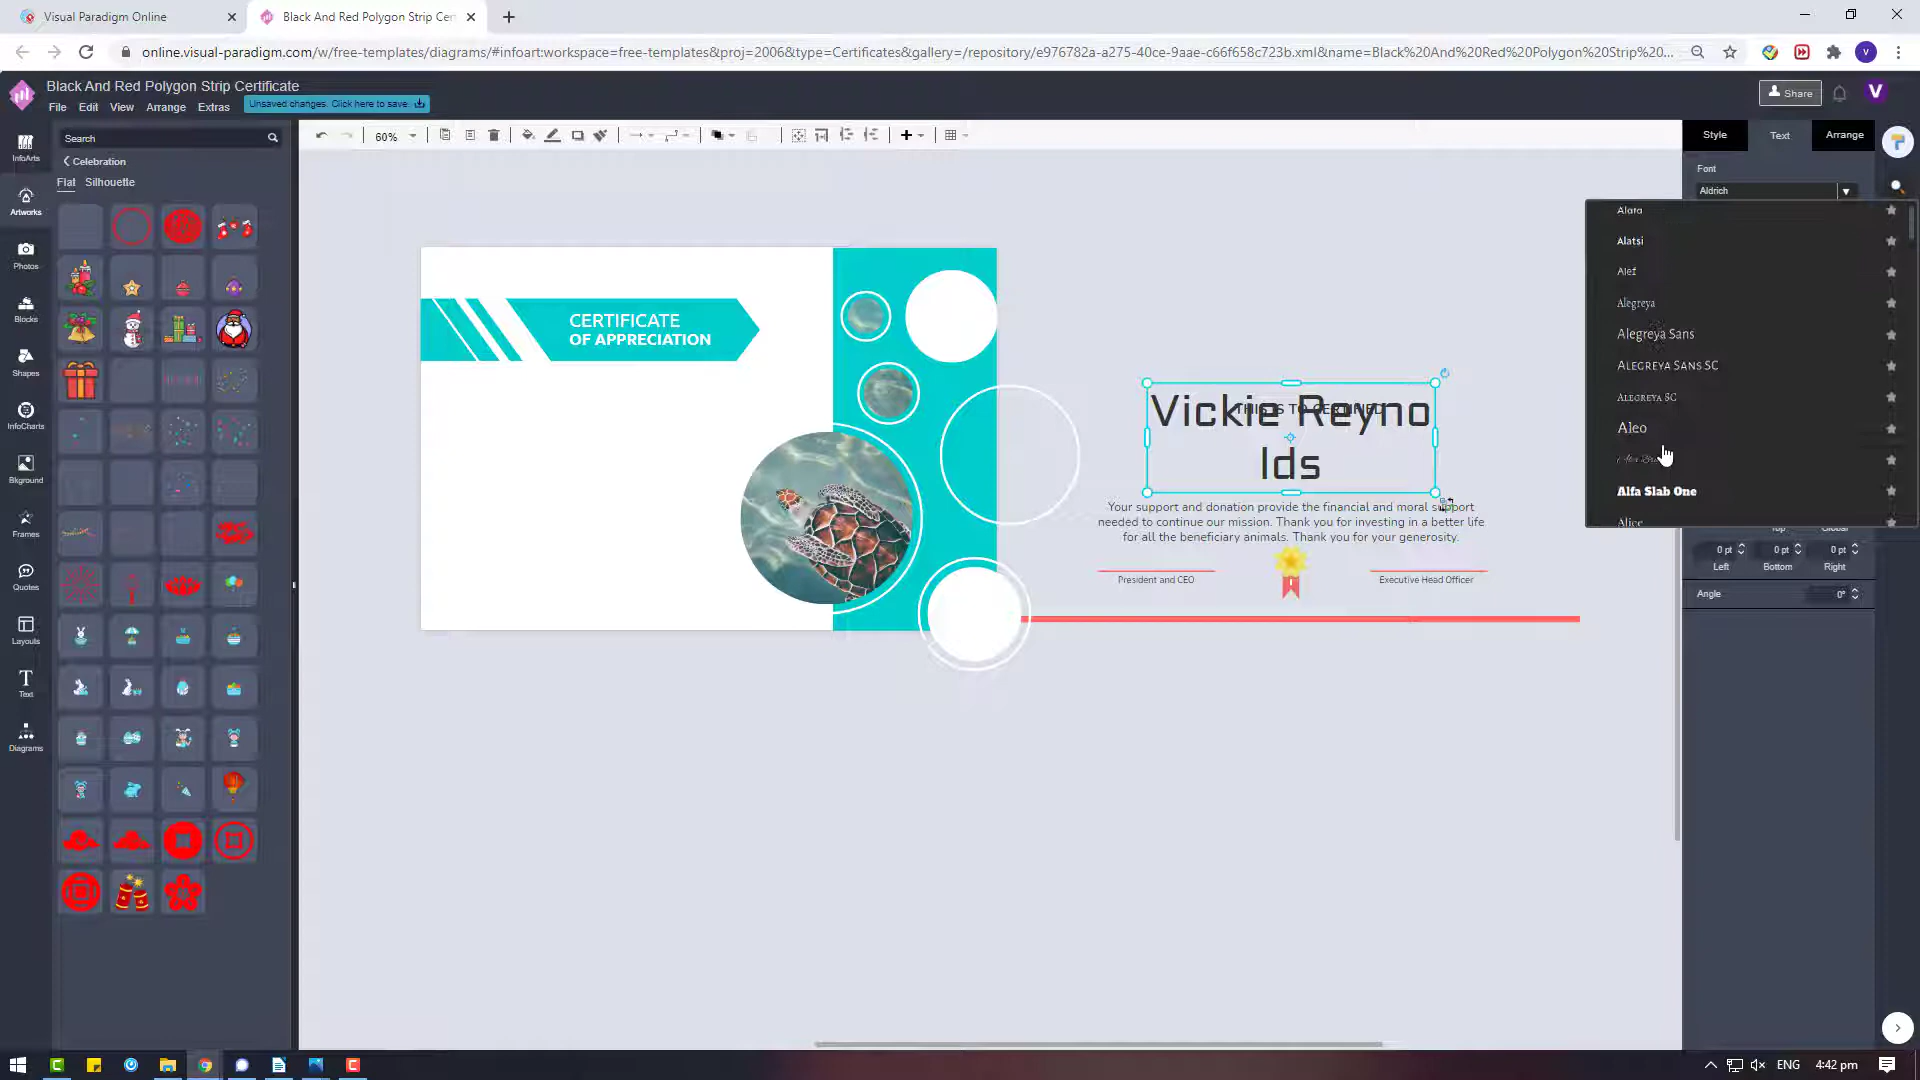 Visual Paradigm Online
Black And Red Polygon Strip Cer
online.visual-paradigm.com/w/free-templates/diagrams/#infoart:workspace=free-templates&proj=2006&type=Certificates&gallery=/repository/e976782a-a275-40ce-9aae-c66f658c723b.xml&name=Black%20And%20Red%20Polygon%20Strip%20...
V
Black And Red Polygon Strip Certificate
File Edit View Arrange Extras
Unsaved changes. Click here to save.
Share
V
InfoArts
Artworks
Photos
Blocks
Shapes
InfoCharts
Bkground
Frames
Quotes
Layouts
Text
Diagrams
Search
Celebration
Flat Silhouette
60%
CERTIFICATE
OF APPRECIATION
THIS IS TO CERTIFIED
Vickie Reyno
lds
Your support and donation provide the financial and moral support
needed to continue our mission. Thank you for investing in a better life
for all the beneficiary animals. Thank you for your generosity.
President and CEO
Executive Head Officer
Style Text Arrange
Font
Aldrich
Alata
Alatsi
Alef
Alegreya
Alegreya Sans
Alegreya Sans SC
Alegreya SC
Aleo
Alfa Slab One
Alice
Top Global
0 pt 0 pt 0 pt
Left Bottom Right
Angle 0°
ENG 4:42 pm